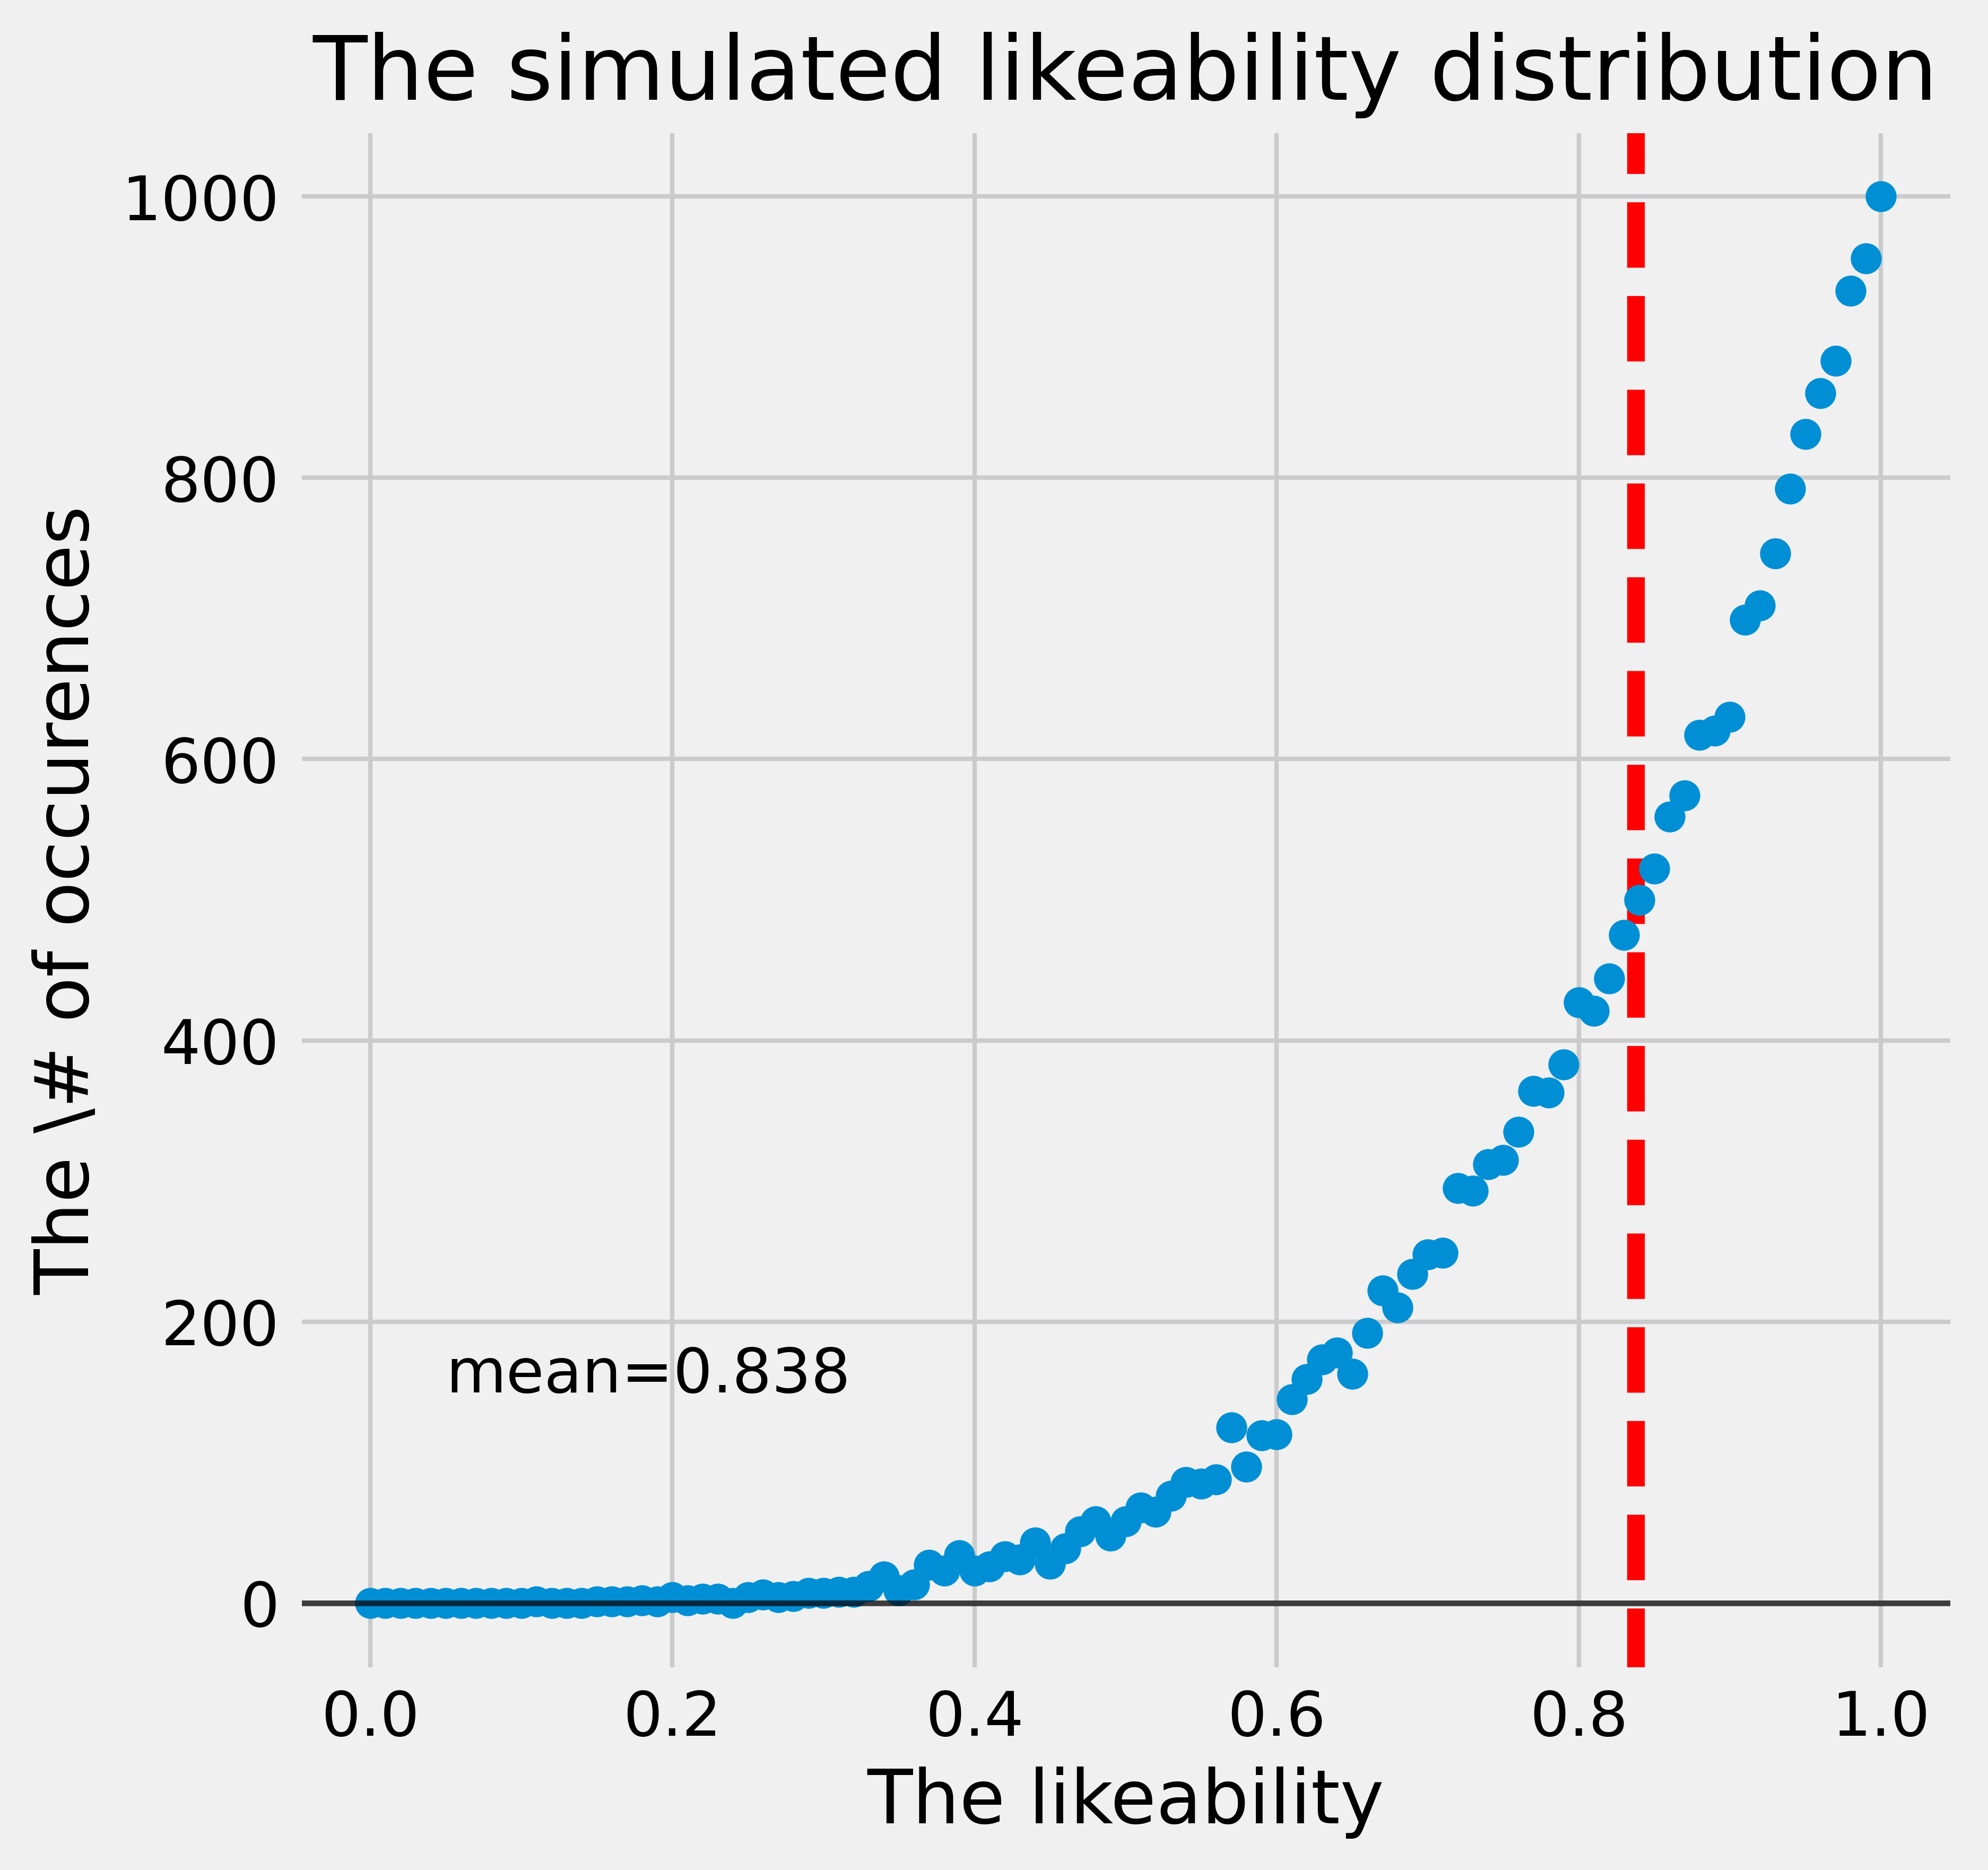 The simulated likeability distribution
1000
800
600
400
200
0
The \# of occurrences
mean=0.838
0.0 0.2 0.4 0.6 0.8 1.0
The likeability